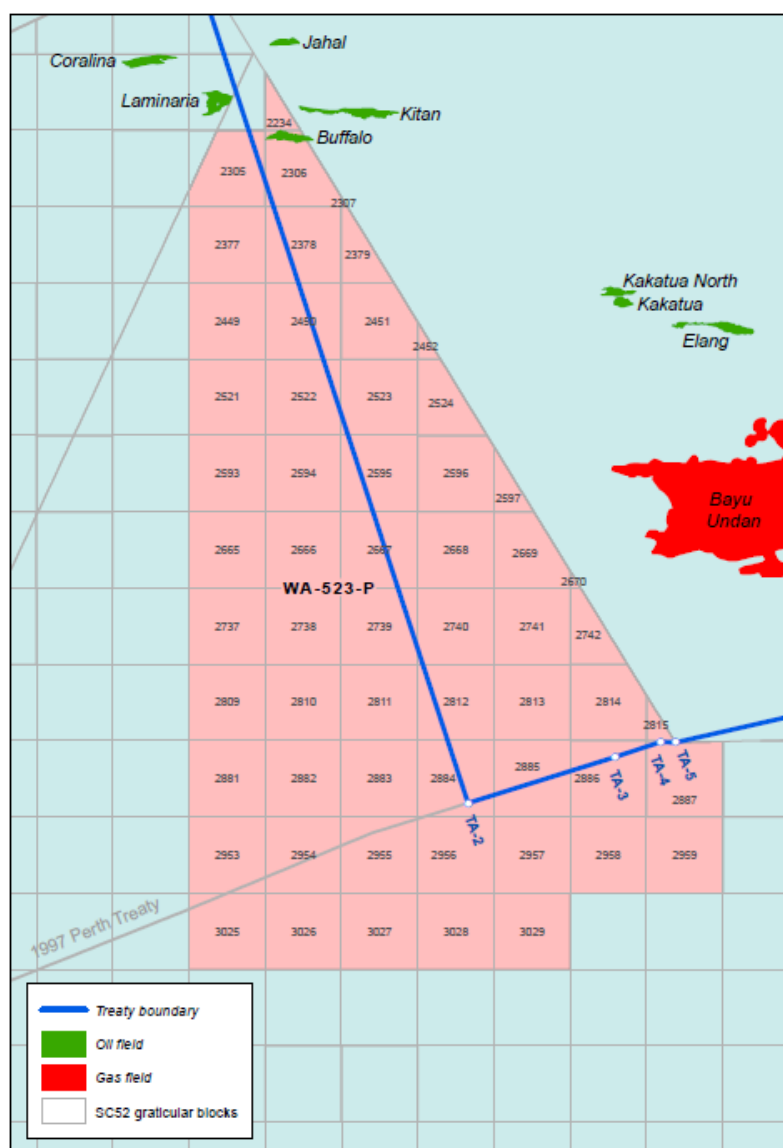 Jahal
Coralina
Laminaria
Kitan
2234
Buffalo
2305
2306
2307
2377
2378
2379
Kakatua North
Kakatua
2449
2450
2451
Elang
2452
2521
2522
2523
2524
2593
2594
2595
2596
2597
Bayu
Undan
2665
2666
2667
2668
2669
2670
WA-523-P
2737
2738
2739
2740
2741
2742
2809
2810
2811
2812
2813
2814
2815
2881
2882
2883
2884
2885
2886
TA-3
TA-4
TA-5
2887
TA-2
2953
2954
2955
2956
2957
2958
2959
1997 Perth Treaty
3025
3026
3027
3028
3029
Treaty boundary
Oil field
Gas field
SC52 graticular blocks